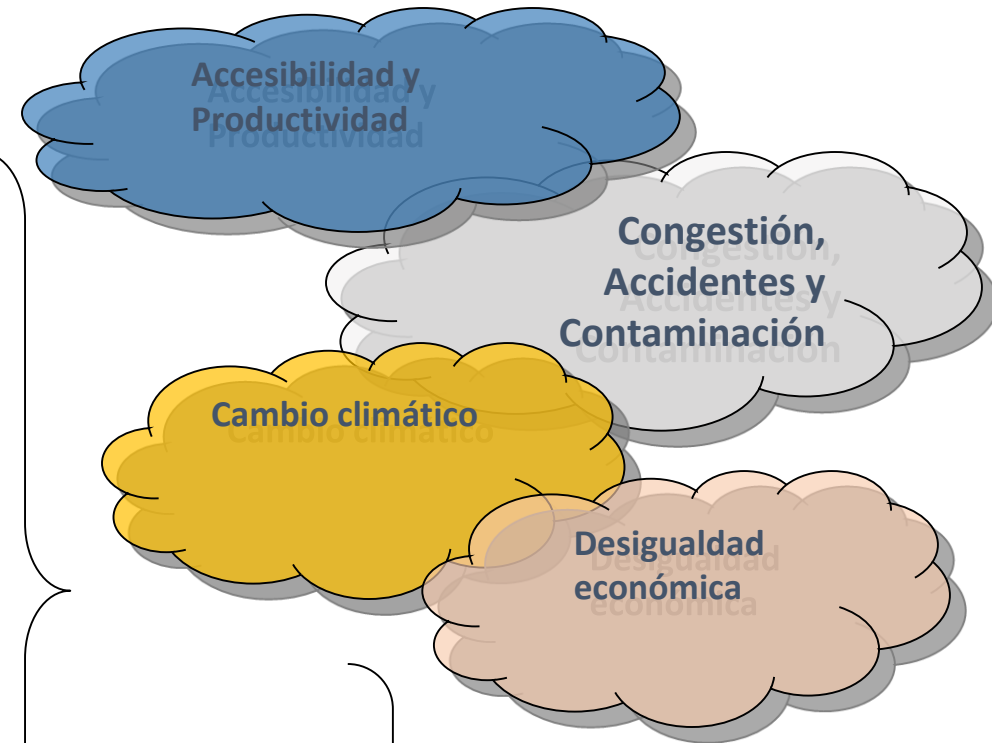 Accesibilidad y
Productividad
Congestión,
Accidentes y
Contaminación
Cambio climático
Desigualdad
económica